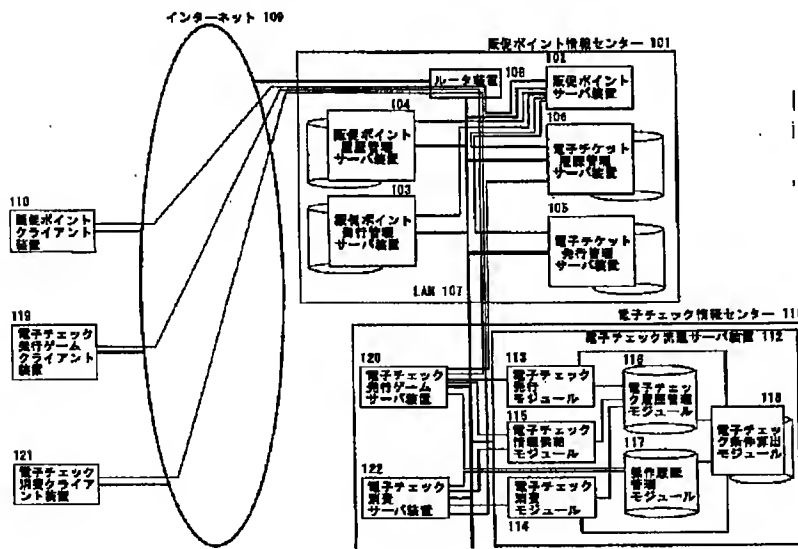 インターネット 109
販促ポイント情報センター 101
102
販促ポイント
サーバ装置
ルータ装置
108
104
販促ポイント
履歴管理
サーバ装置
106
電子チケット
履歴管理
サーバ装置
103
販促ポイント
発行管理
サーバ装置
105
電子チケット
発行管理
サーバ装置
LAN 107
110
販促ポイント
クライアント
装置
119
電子チェック
発行ゲーム
クライアント
装置
121
電子チェック
消費クライア
ント装置
電子チェック情報センター
電子チェック流通サーバ装置 112
120
電子チェック
発行ゲーム
サーバ装置
113
電子チェック
発行
モジュール
115
電子チェック
情報供給
モジュール
116
電子チェッ
ク履歴管理
モジュール
118
電子チェッ
ク条件算出
モジュール
117
操作履歴
管理
モジュール
122
電子チェック
消費
サーバ装置
電子チェック
消費
モジュール
114